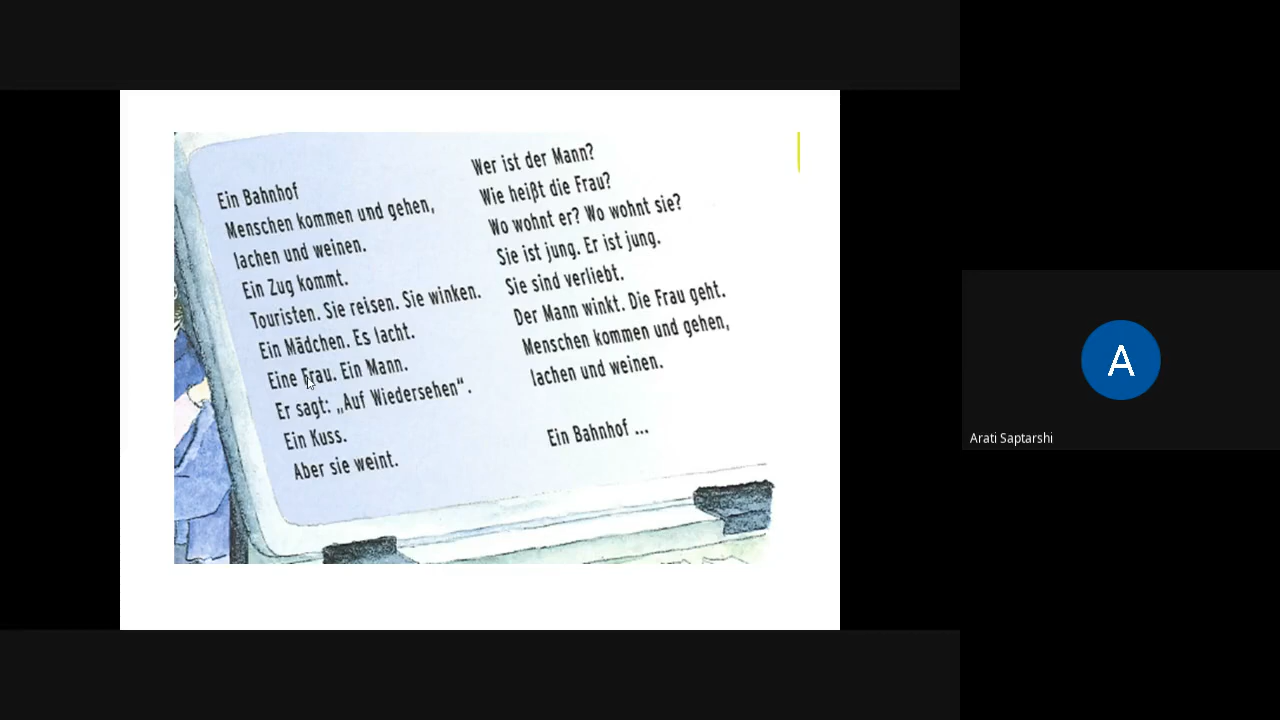 Ein Bahnhof
Menschen kommen und gehen,
lachen und weinen.
Ein Zug kommt.
Touristen. Sie reisen. Sie winken.
Ein Mädchen. Es lacht.
Eine Frau. Ein Mann.
Er sagt: „Auf Wiedersehen“.
Ein Kuss.
Aber sie weint.
Wer ist der Mann?
Wie heißt die Frau?
Wo wohnt er? Wo wohnt sie?
Sie ist jung. Er ist jung.
Sie sind verliebt.
Der Mann winkt. Die Frau geht.
Menschen kommen und gehen,
lachen und weinen.
Ein Bahnhof ...
A
Arati Saptarshi